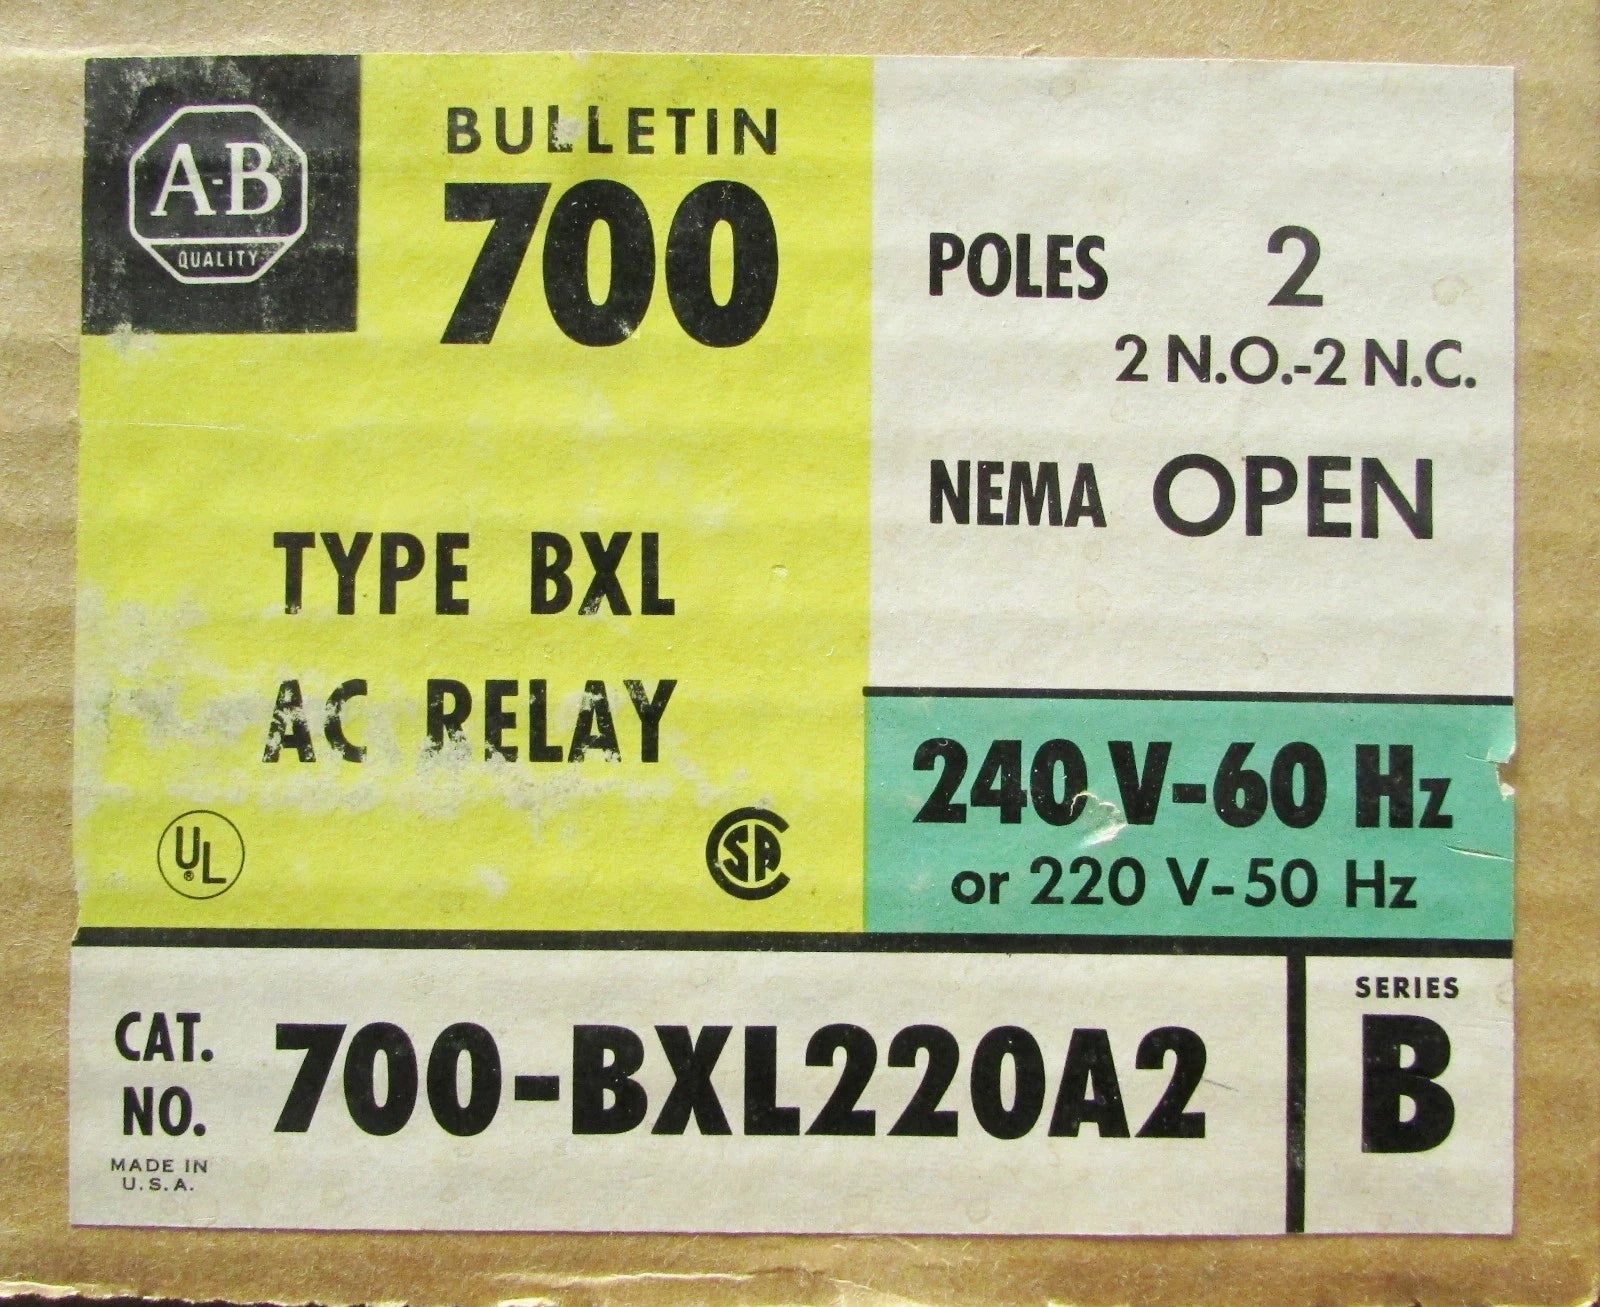 A-B
QUALITY
BULLETIN
700
TYPE BXL
AC RELAY
UL®
CSA
POLES 2
2 N.O.-2 N.C.
NEMA OPEN
240 V-60 Hz
or 220 V-50 Hz
CAT.
NO.
700-BXL220A2
MADE IN
U.S.A.
SERIES
B